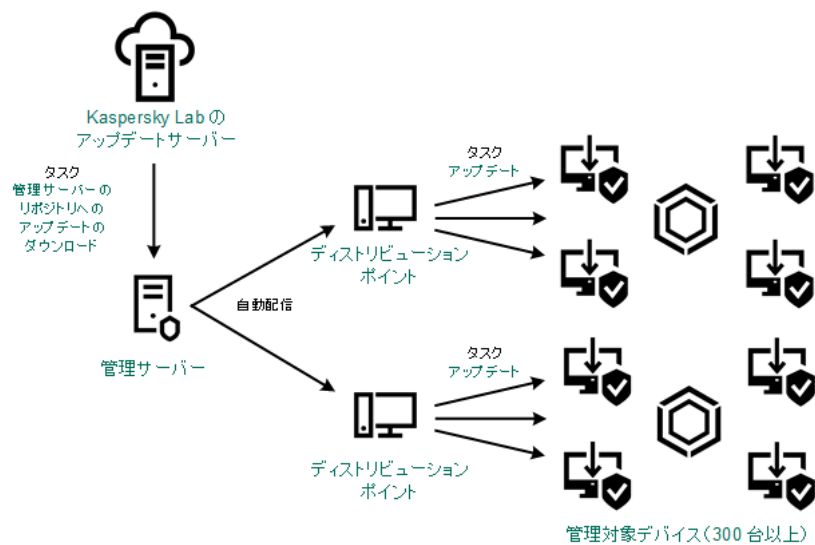 Kaspersky Lab の
アップデートサーバー
タスク
管理サーバーの
リポジトリへの
アップデートの
ダウンロード
管理サーバー
自動配信
ディストリビューション
ポイント
タスク
アップデート
ディストリビューション
ポイント
タスク
アップデート
管理対象デバイス(300 台以上)